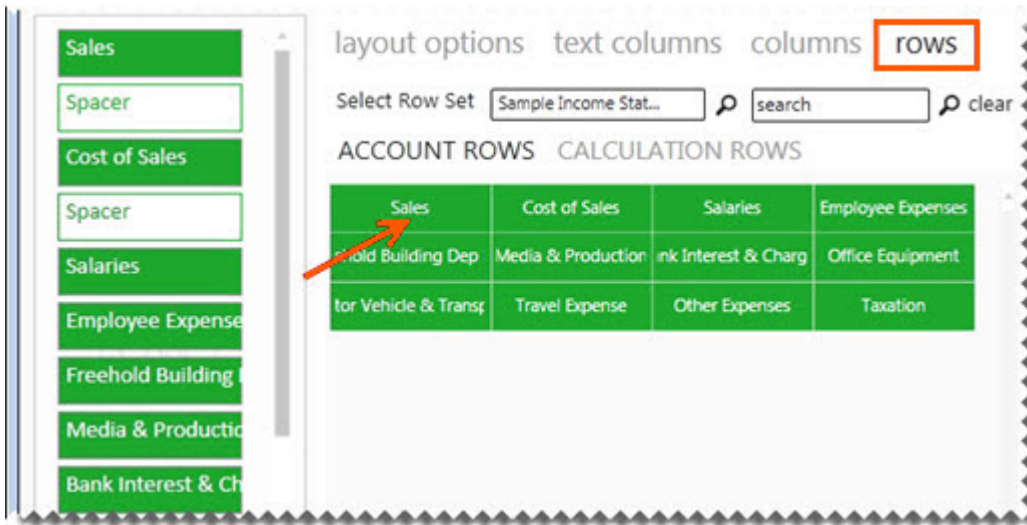 Sales
Spacer
Cost of Sales
Spacer
Salaries
Employee Expense
Freehold Building
Media & Productio
Bank Interest & Ch
layout options text columns columns rows
Select Row Set Sample Income Stat... search clear
ACCOUNT ROWS CALCULATION ROWS
Sales Cost of Sales Salaries Employee Expenses
hold Building Dep Media & Production nk Interest & Charg Office Equipment
tor Vehicle & Transp Travel Expense Other Expenses Taxation